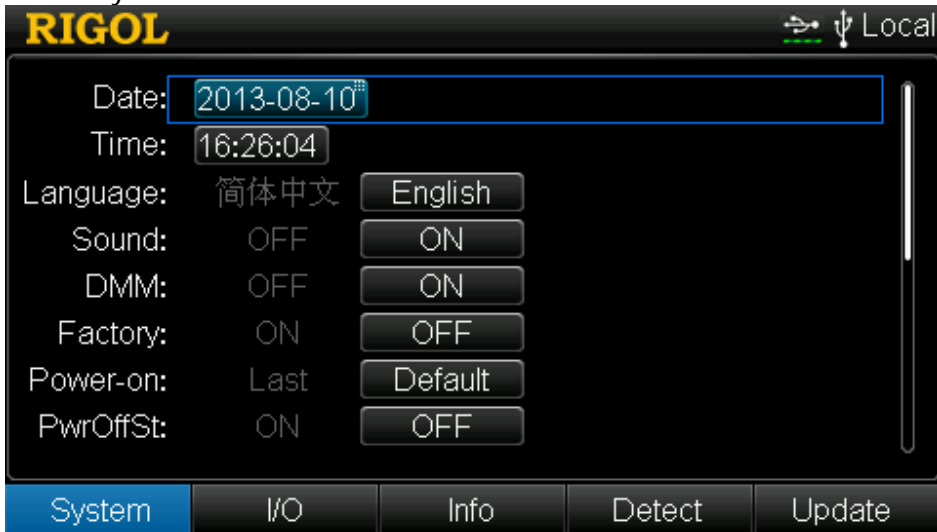 RIGOL Local
Date: 2013-08-10
Time: 16:26:04
Language: 简体中文 English
Sound: OFF ON
DMM: OFF ON
Factory: ON OFF
Power-on: Last Default
PwrOffSt: ON OFF
System I/O Info Detect Update